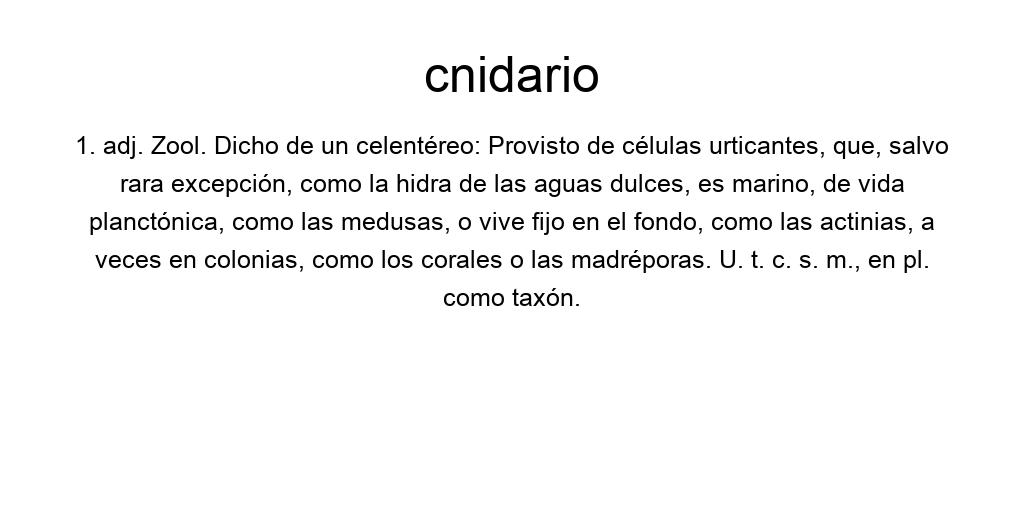 cnidario
1. adj. Zool. Dicho de un celentéreo: Provisto de células urticantes, que, salvo
rara excepción, como la hidra de las aguas dulces, es marino, de vida
planctónica, como las medusas, o vive fijo en el fondo, como las actinias, a
veces en colonias, como los corales o las madréporas. U. t. c. s. m., en pl.
como taxón.